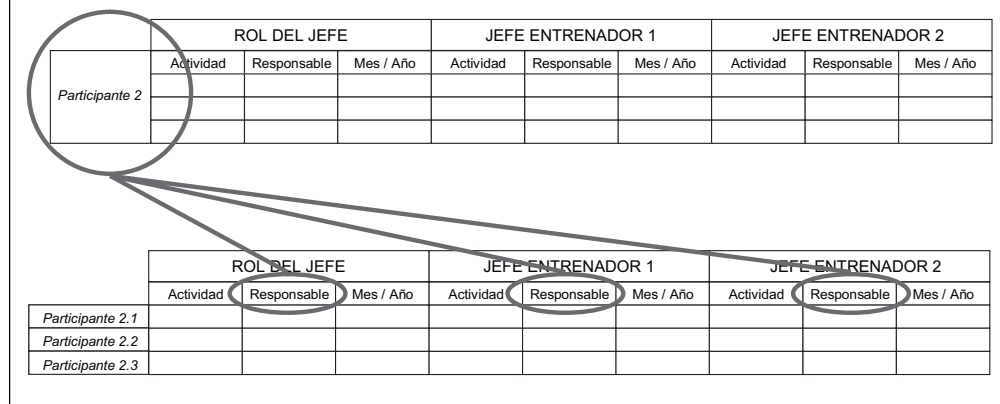 ROL DEL JEFE JEFE ENTRENADOR 1 JEFE ENTRENADOR 2
Actividad Responsable Mes / Año Actividad Responsable Mes / Año Actividad Responsable Mes / Año
Participante 2
ROL DEL JEFE JEFE ENTRENADOR 1 JEFE ENTRENADOR 2
Actividad Responsable Mes / Año Actividad Responsable Mes / Año Actividad Responsable Mes / Año
Participante 2.1
Participante 2.2
Participante 2.3